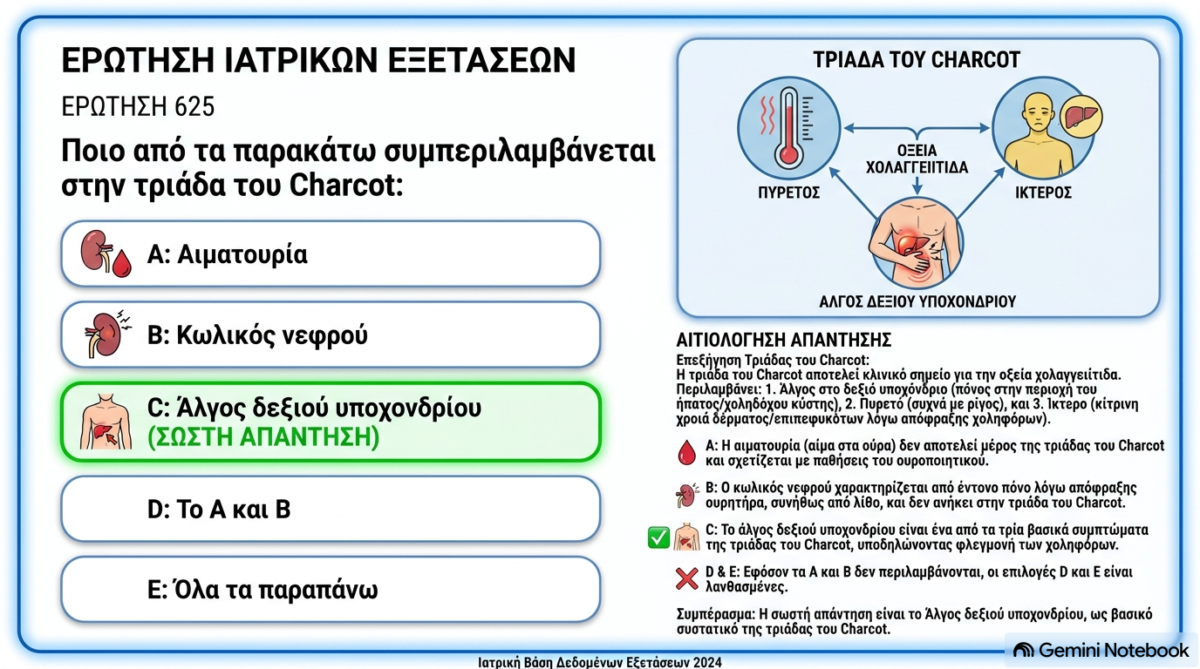 ΕΡΩΤΗΣΗ ΙΑΤΡΙΚΩΝ ΕΞΕΤΑΣΕΩΝ
ΕΡΩΤΗΣΗ 625
Ποιο από τα παρακάτω συμπεριλαμβάνεται
στην τριάδα του Charcot:
A: Αιματουρία
B: Κωλικός νεφρού
C: Άλγος δεξιού υποχονδρίου
(ΣΩΣΤΗ ΑΠΑΝΤΗΣΗ)
D: Το A και B
E: Όλα τα παραπάνω
ΤΡΙΑΔΑ ΤΟΥ CHARCOT
ΟΞΕΙΑ
ΧΟΛΑΓΓΕΙΙΤΙΔΑ
ΠΥΡΕΤΟΣ
ΙΚΤΕΡΟΣ
ΑΛΓΟΣ ΔΕΞΙΟΥ ΥΠΟΧΟΝΔΡΙΟΥ
ΑΙΤΙΟΛΟΓΗΣΗ ΑΠΑΝΤΗΣΗΣ
Επεξήγηση Τριάδας του Charcot:
Η τριάδα του Charcot αποτελεί κλινικό σημείο για την οξεία χολαγγειίτιδα.
Περιλαμβάνει: 1. Άλγος στο δεξιό υποχόνδριο (πόνος στην περιοχή του
ήπατος/χοληδόχου κύστης), 2. Πυρετό (συχνά με ρίγος), και 3. Ίκτερο (κίτρινη
χροιά δέρματος/επιπεφυκότων λόγω απόφραξης χοληφόρων).
A: Η αιματουρία (αίμα στα ούρα) δεν αποτελεί μέρος της τριάδας του Charcot
και σχετίζεται με παθήσεις του ουροποιητικού.
B: Ο κωλικός νεφρού χαρακτηρίζεται από έντονο πόνο λόγω απόφραξης
ουρητήρα, συνήθως από λίθο, και δεν ανήκει στην τριάδα του Charcot.
C: Το άλγος δεξιού υποχονδρίου είναι ένα από τα τρία βασικά συμπτώματα
της τριάδας του Charcot, υποδηλώνοντας φλεγμονή των χοληφόρων.
D & E: Εφόσον τα A και B δεν περιλαμβάνονται, οι επιλογές D και E είναι
λανθασμένες.
Συμπέρασμα: Η σωστή απάντηση είναι το Άλγος δεξιού υποχονδρίου, ως βασικό
συστατικό της τριάδας του Charcot.
Ιατρική Βάση Δεδομένων Εξετάσεων 2024
Gemini Notebook